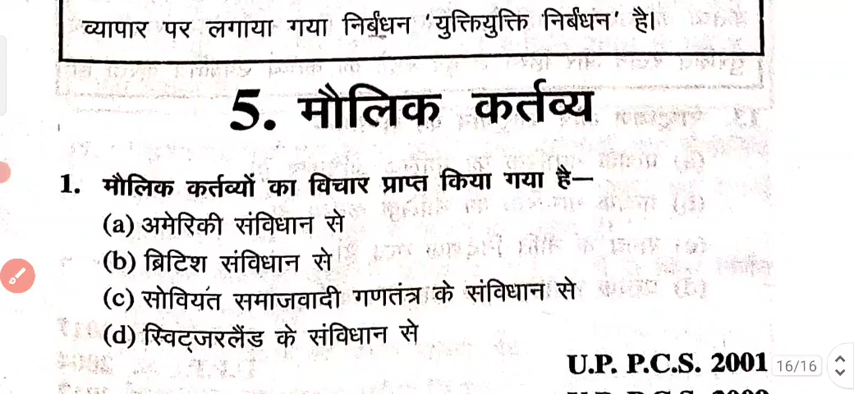 व्यापार पर लगाया गया निर्बंधन 'युक्तियुक्ति निर्बंधन' है।
5. मौलिक कर्तव्य
1. मौलिक कर्तव्यों का विचार प्राप्त किया गया है—
(a) अमेरिकी संविधान से
(b) ब्रिटिश संविधान से
(c) सोवियत समाजवादी गणतंत्र के संविधान से
(d) स्विट्जरलैंड के संविधान से
U.P. P.C.S. 2001
16/16